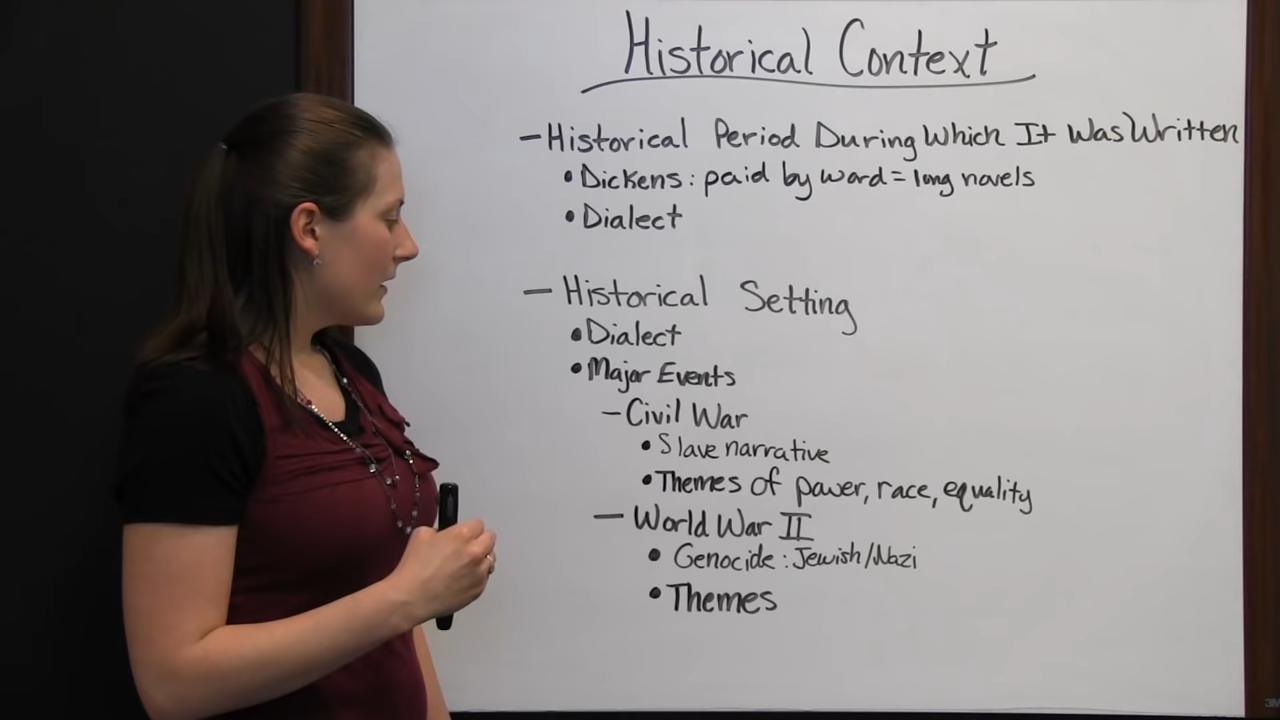 Historical Context
- Historical Period During Which It Was Written
• Dickens: paid by word = long novels
• Dialect
- Historical Setting
• Dialect
• Major Events
- Civil War
• Slave narrative
• Themes of power, race, equality
- World War II
• Genocide: Jewish/Nazi
• Themes
3M